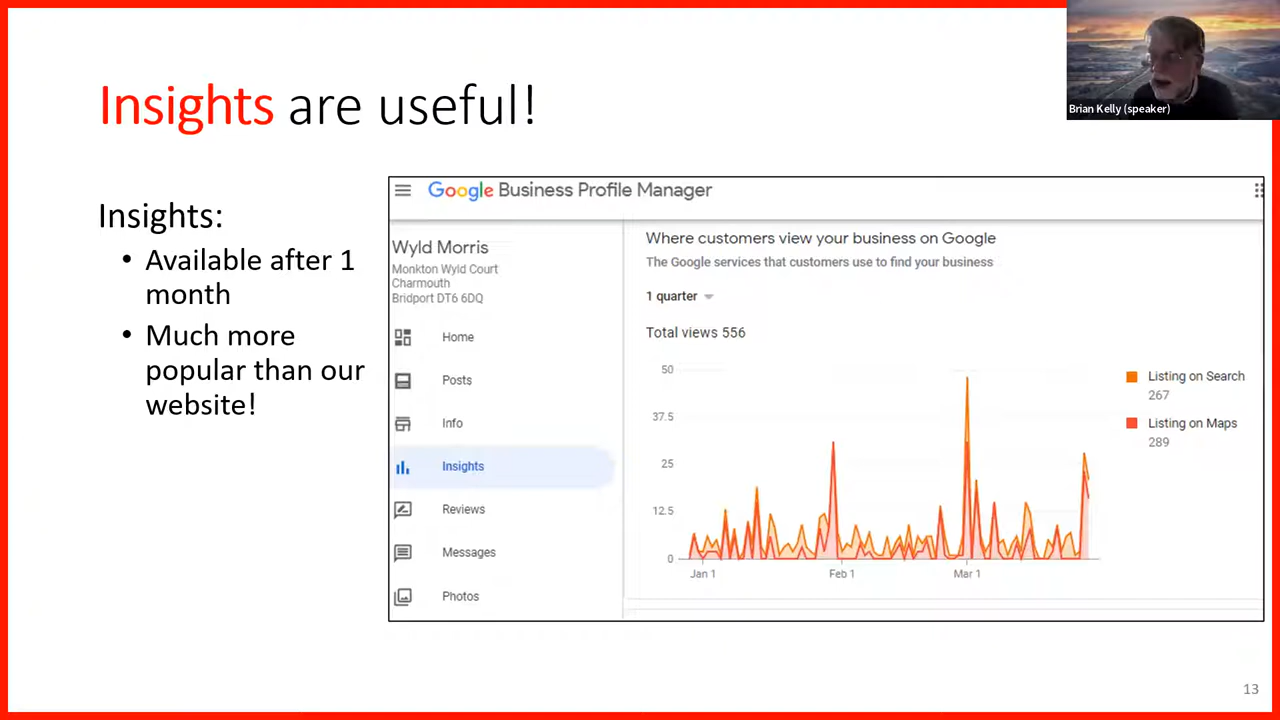 Insights are useful!
Brian Kelly (speaker)
Insights:
• Available after 1
month
• Much more
popular than our
website!
Google Business Profile Manager
Wyld Morris
Monkton Wyld Court
Charmouth
Bridport DT6 6DQ
Home
Posts
Info
Insights
Reviews
Messages
Photos
Where customers view your business on Google
The Google services that customers use to find your business
1 quarter
Total views 556
50
37.5
25
12.5
0
Jan 1
Feb 1
Mar 1
Listing on Search
267
Listing on Maps
289
13